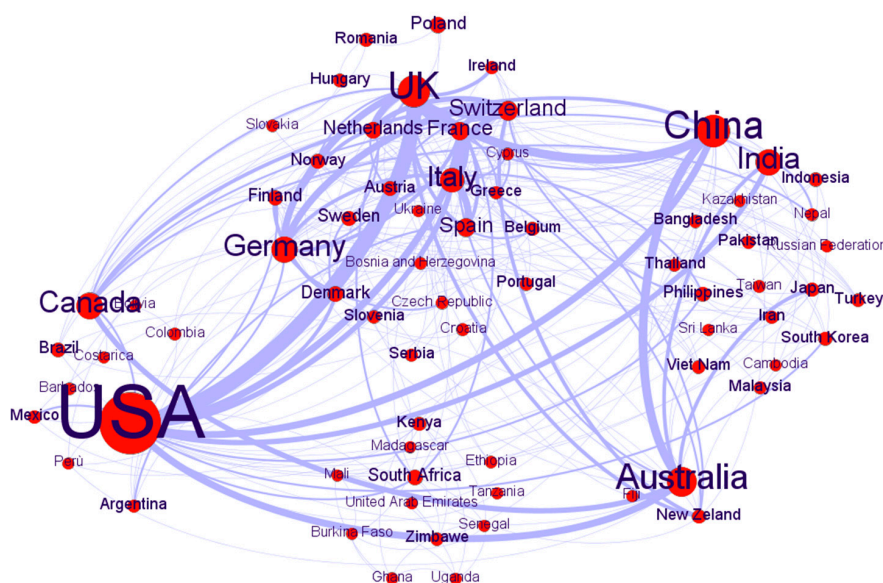 Poland
Romania
Ireland
Hungary
UK
Switzerland
Slovakia
Netherlands
France
China
Norway
Cyprus
India
Finland
Austria
Italy
Greece
Indonesia
Sweden
Ukraine
Kazakhstan
Nepal
Germany
Spain
Belgium
Bangladesh
Pakistan
Russian Federation
Bosnia and Herzegovina
Thailand
Canada
Bolivia
Denmark
Czech Republic
Portugal
Philippines
Taiwan
Japan
Turkey
Colombia
Slovenia
Croatia
Sri Lanka
Iran
South Korea
Brazil
Costarica
Serbia
Viet Nam
Cambodia
Barbados
Malaysia
USA
Mexico
Kenya
Madagascar
Perù
Mali
South Africa
Ethiopia
Australia
Argentina
United Arab Emirates
Tanzania
Fiji
New Zeland
Burkina Faso
Zimbawe
Senegal
Ghana
Uganda